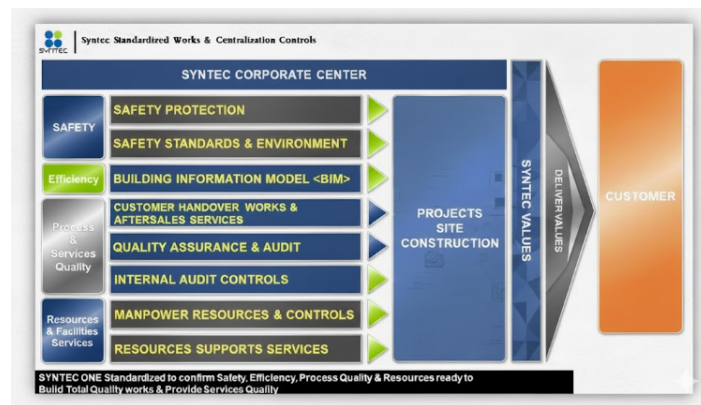 SYNTEC
Syntec Standardized Works & Centralization Controls
SYNTEC CORPORATE CENTER
SAFETY
SAFETY PROTECTION
SAFETY STANDARDS & ENVIRONMENT
Efficiency
BUILDING INFORMATION MODEL <BIM>
Process
&
Services
Quality
CUSTOMER HANDOVER WORKS &
AFTERSALES SERVICES
QUALITY ASSURANCE & AUDIT
INTERNAL AUDIT CONTROLS
Resources
& Facilities
Services
MANPOWER RESOURCES & CONTROLS
RESOURCES SUPPORTS SERVICES
PROJECTS
SITE
CONSTRUCTION
SYNTEC VALUES
DELIVER VALUES
CUSTOMER
SYNTEC ONE Standardized to confirm Safety, Efficiency, Process Quality & Resources ready to
Build Total Quality works & Provide Services Quality